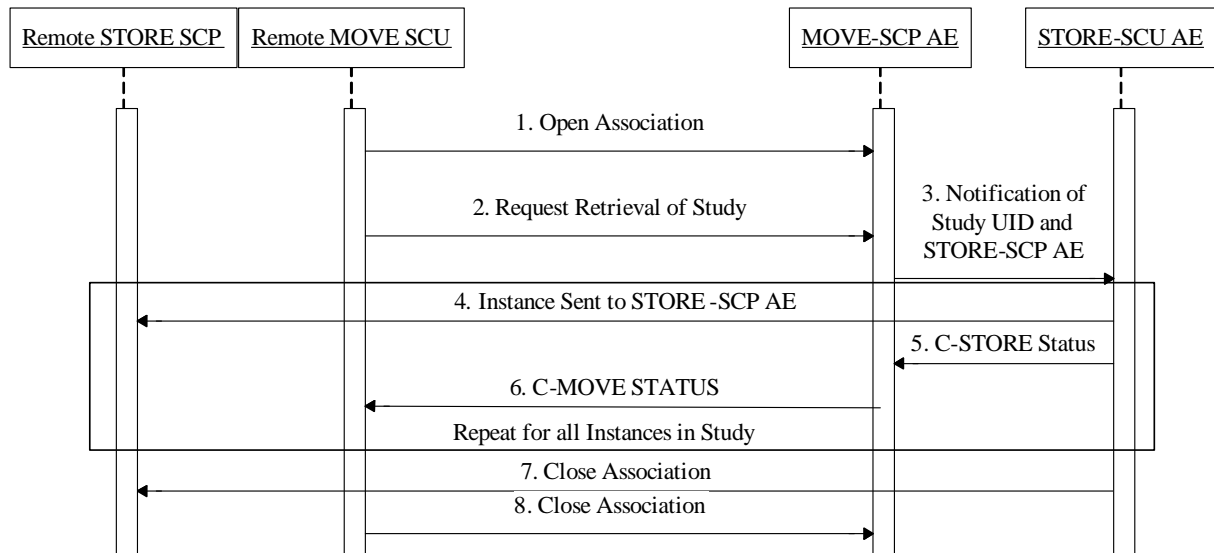 Remote STORE SCP
Remote MOVE SCU
MOVE-SCP AE
STORE-SCU AE
1. Open Association
2. Request Retrieval of Study
3. Notification of
Study UID and
STORE-SCP AE
4. Instance Sent to STORE -SCP AE
5. C-STORE Status
6. C-MOVE STATUS
Repeat for all Instances in Study
7. Close Association
8. Close Association